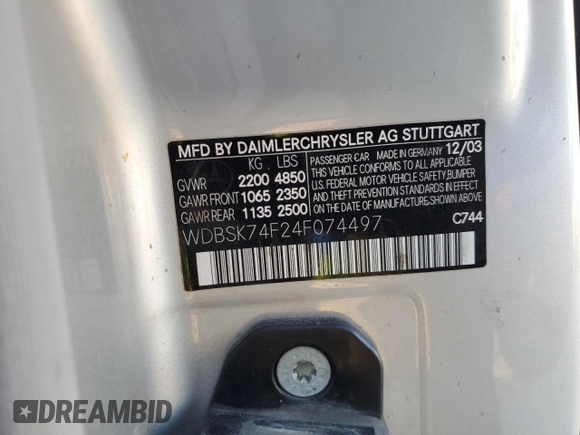 MFD BY DAIMLERCHRYSLER AG STUTTGART
KG LBS
GVWR 2200 4850
GAWR FRONT 1065 2350
GAWR REAR 1135 2500
PASSENGER CAR MADE IN GERMANY 12/03
THIS VEHICLE CONFORMS TO ALL APPLICABLE
U.S. FEDERAL MOTOR VEHICLE SAFETY,BUMPER
AND THEFT PREVENTION STANDARDS IN EFFECT
ON THE DATE OF MANUFACTURE SHOWN ABOVE.
WDBSK74F24F074497
C744
DREAMBID